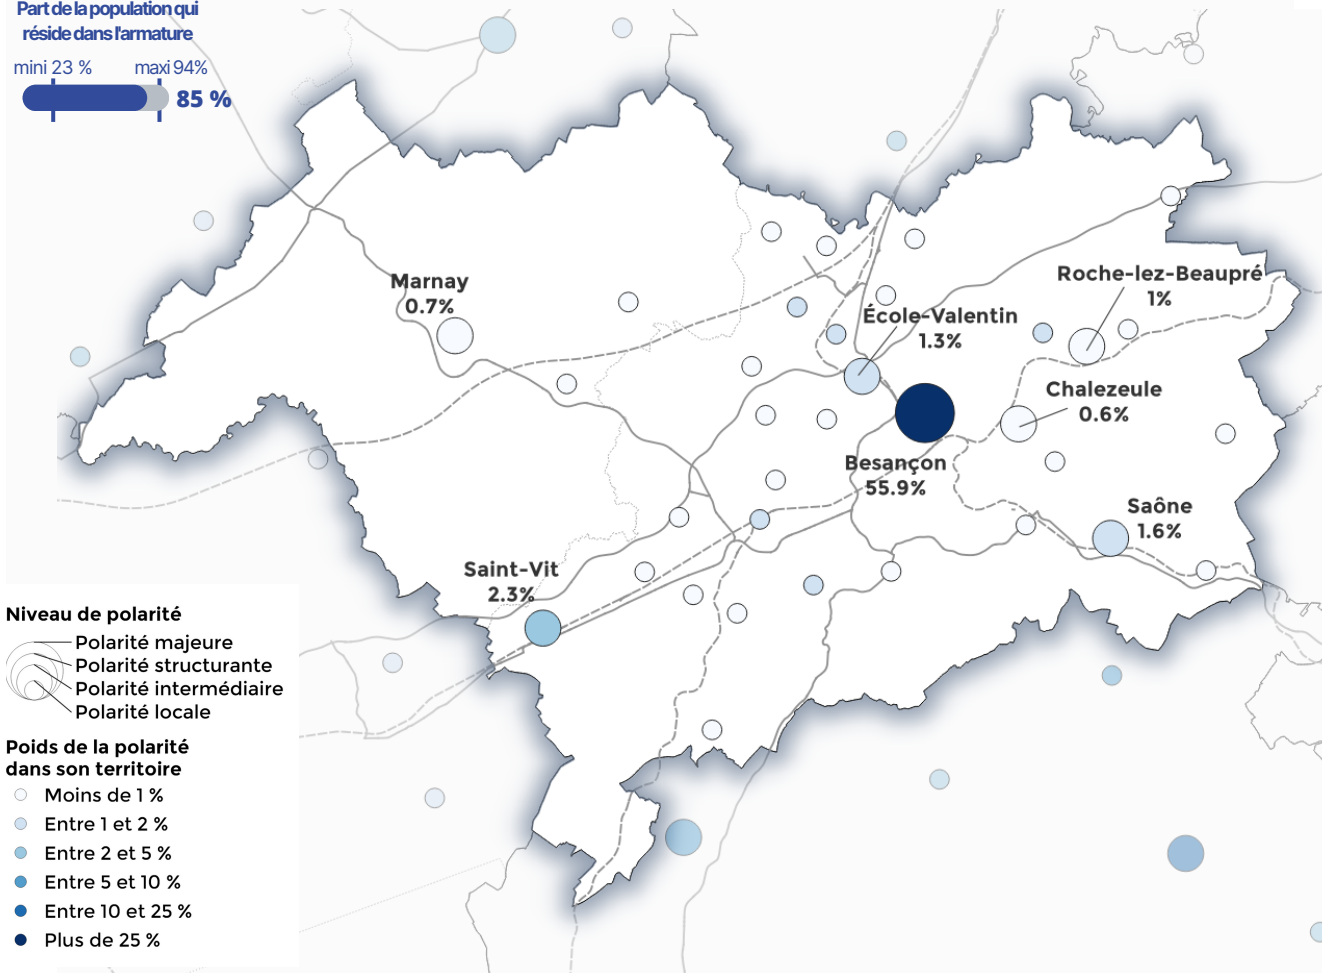 Part de la population qui
réside dans l'armature
mini 23 % maxi 94%
85 %
Marnay
0.7%
Roche-lez-Beaupré
1%
École-Valentin
1.3%
Chalezeule
0.6%
Besançon
55.9%
Saône
1.6%
Saint-Vit
2.3%
Niveau de polarité
Polarité majeure
Polarité structurante
Polarité intermédiaire
Polarité locale
Poids de la polarité
dans son territoire
Moins de 1 %
Entre 1 et 2 %
Entre 2 et 5 %
Entre 5 et 10 %
Entre 10 et 25 %
Plus de 25 %